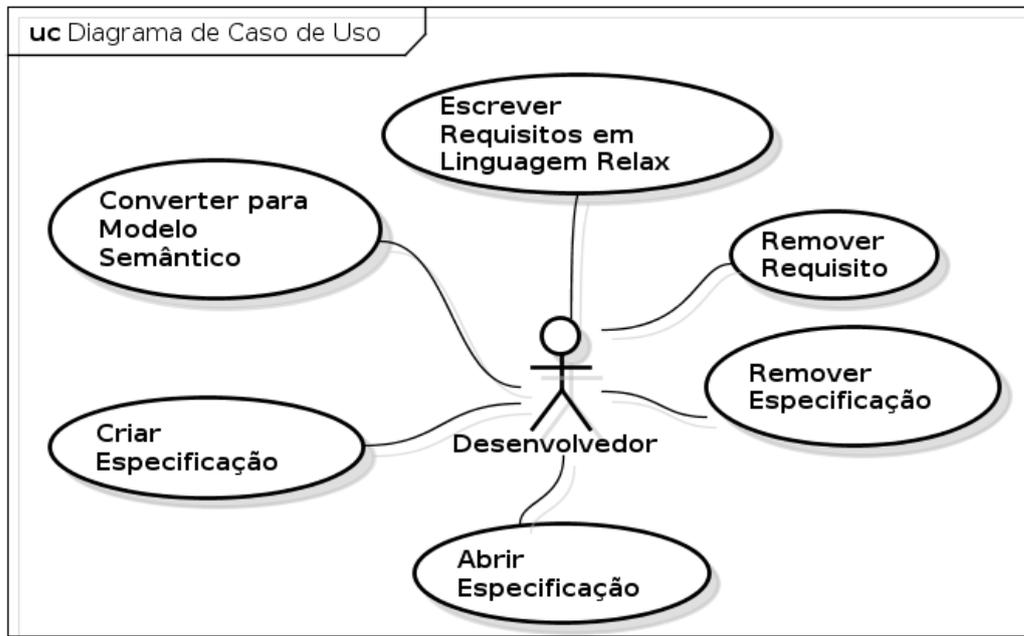 uc Diagrama de Caso de Uso
Escrever
Requisitos em
Linguagem Relax
Converter para
Modelo
Semântico
Remover
Requisito
Remover
Especificação
Criar
Especificação
Desenvolvedor
Abrir
Especificação